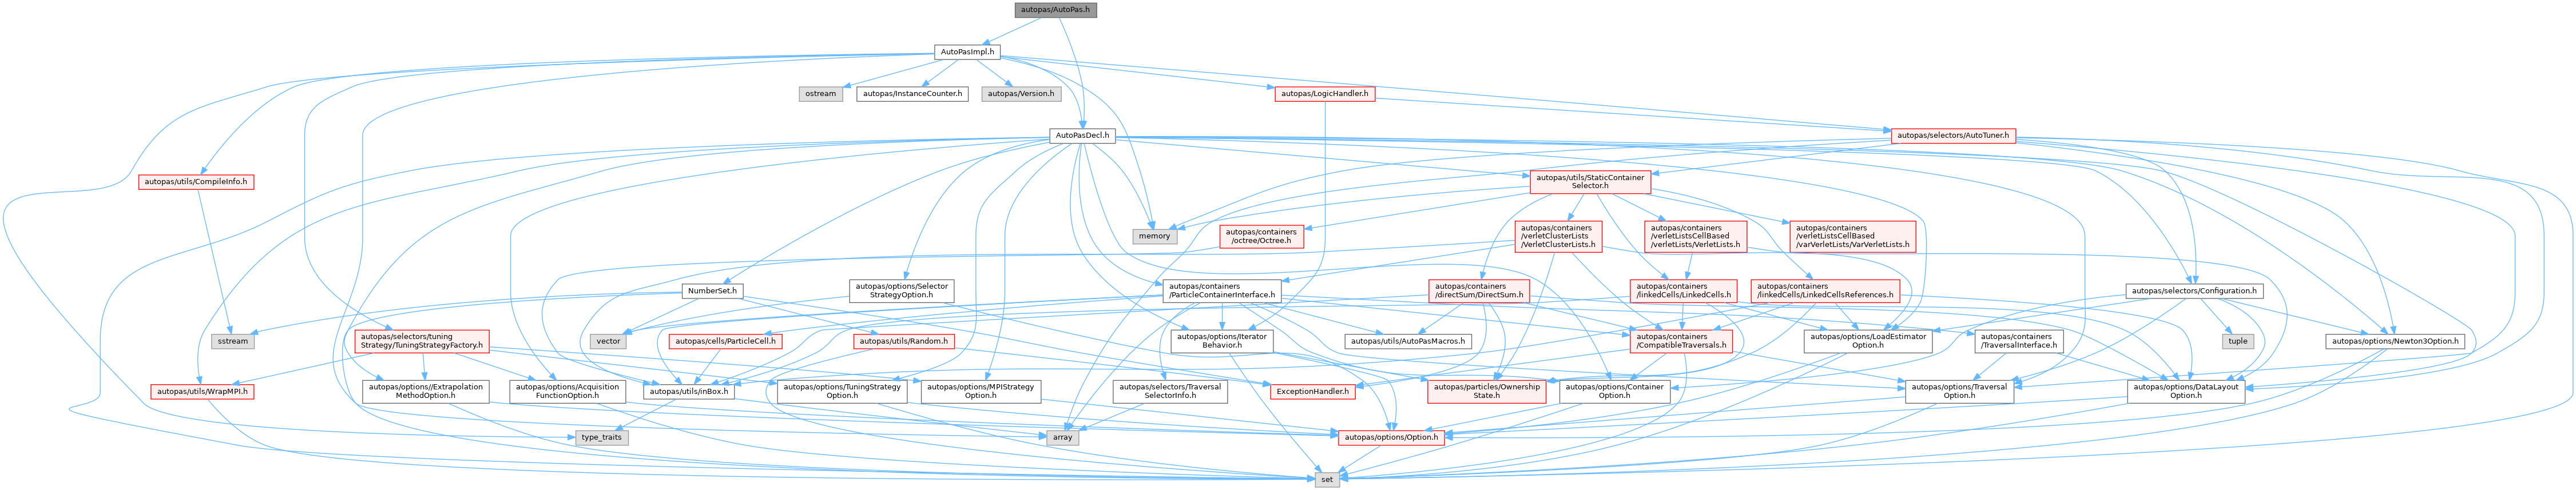 autopas/AutoPas.h
AutoPasImpl.h
ostream
autopas/InstanceCounter.h
autopas/Version.h
autopas/LogicHandler.h
AutoPasDecl.h
autopas/selectors/AutoTuner.h
autopas/utils/CompileInfo.h
autopas/utils/StaticContainer
Selector.h
memory
autopas/containers
/octree/Octree.h
autopas/containers
/verletClusterLists
/VerletClusterLists.h
autopas/containers
/verletListsCellBased
/verletLists/VerletLists.h
autopas/containers
/verletListsCellBased
/varVerletLists/VarVerletLists.h
NumberSet.h
autopas/options/Selector
StrategyOption.h
autopas/containers
/ParticleContainerInterface.h
autopas/containers
/directSum/DirectSum.h
autopas/containers
/linkedCells/LinkedCells.h
autopas/containers
/linkedCells/LinkedCellsReferences.h
autopas/selectors/Configuration.h
sstream
autopas/selectors/tuning
Strategy/TuningStrategyFactory.h
vector
autopas/cells/ParticleCell.h
autopas/utils/Random.h
autopas/options/Iterator
Behavior.h
autopas/utils/AutoPasMacros.h
autopas/containers
/CompatibleTraversals.h
autopas/options/LoadEstimator
Option.h
autopas/containers
/TraversalInterface.h
tuple
autopas/options/Newton3Option.h
autopas/utils/WrapMPI.h
autopas/options//Extrapolation
MethodOption.h
autopas/options/Acquisition
FunctionOption.h
autopas/utils/inBox.h
autopas/options/TuningStrategy
Option.h
autopas/options/MPIStrategy
Option.h
autopas/selectors/Traversal
SelectorInfo.h
ExceptionHandler.h
autopas/particles/Ownership
State.h
autopas/options/Container
Option.h
autopas/options/Traversal
Option.h
autopas/options/DataLayout
Option.h
type_traits
array
autopas/options/Option.h
set